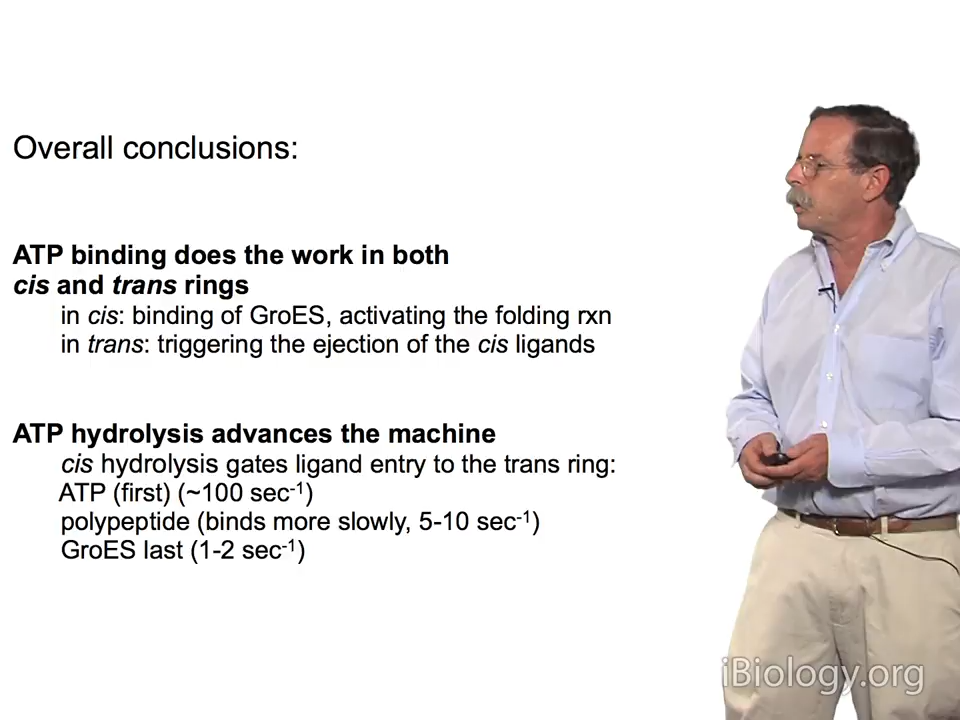 Overall conclusions:
ATP binding does the work in both
cis and trans rings
in cis: binding of GroES, activating the folding rxn
in trans: triggering the ejection of the cis ligands
ATP hydrolysis advances the machine
cis hydrolysis gates ligand entry to the trans ring:
ATP (first) (~100 sec⁻¹)
polypeptide (binds more slowly, 5-10 sec⁻¹)
GroES last (1-2 sec⁻¹)
iBiology.org